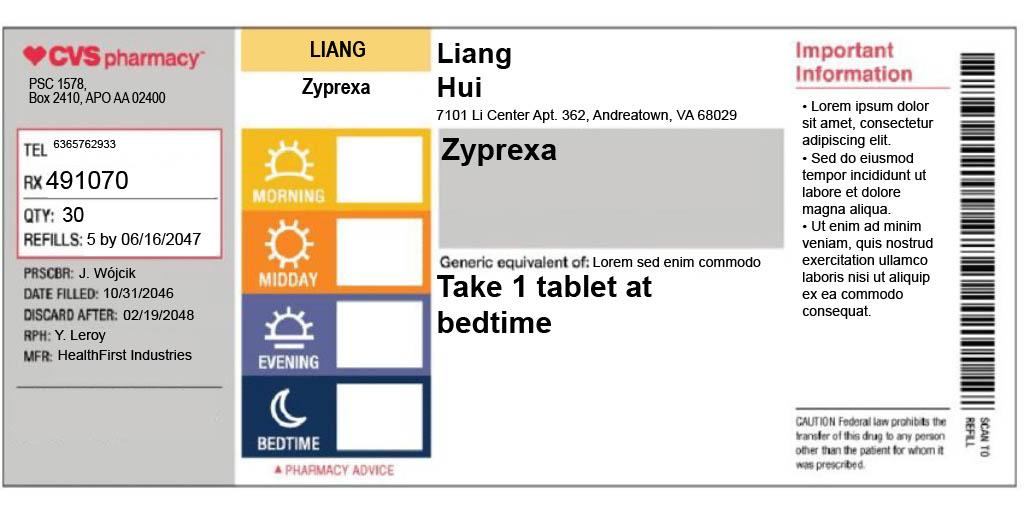 CVS pharmacy
PSC 1578,
Box 2410, APO AA 02400
TEL 6365762933
RX 491070
QTY: 30
REFILLS: 5 by 06/16/2047
PRSCBR: J. Wójcik
DATE FILLED: 10/31/2046
DISCARD AFTER: 02/19/2048
RPH: Y. Leroy
MFR: HealthFirst Industries
LIANG
Zyprexa
MORNING
MIDDAY
EVENING
BEDTIME
▲ PHARMACY ADVICE
Liang
Hui
7101 Li Center Apt. 362, Andreatown, VA 68029
Zyprexa
Generic equivalent of: Lorem sed enim commodo
Take 1 tablet at
bedtime
Important
Information
• Lorem ipsum dolor
sit amet, consectetur
adipiscing elit.
• Sed do eiusmod
tempor incididunt ut
labore et dolore
magna aliqua.
• Ut enim ad minim
veniam, quis nostrud
exercitation ullamco
laboris nisi ut aliquip
ex ea commodo
consequat.
CAUTION Federal law prohibits the
transfer of this drug to any person
other than the patient for whom it
was prescribed.
SCAN TO
REFILL